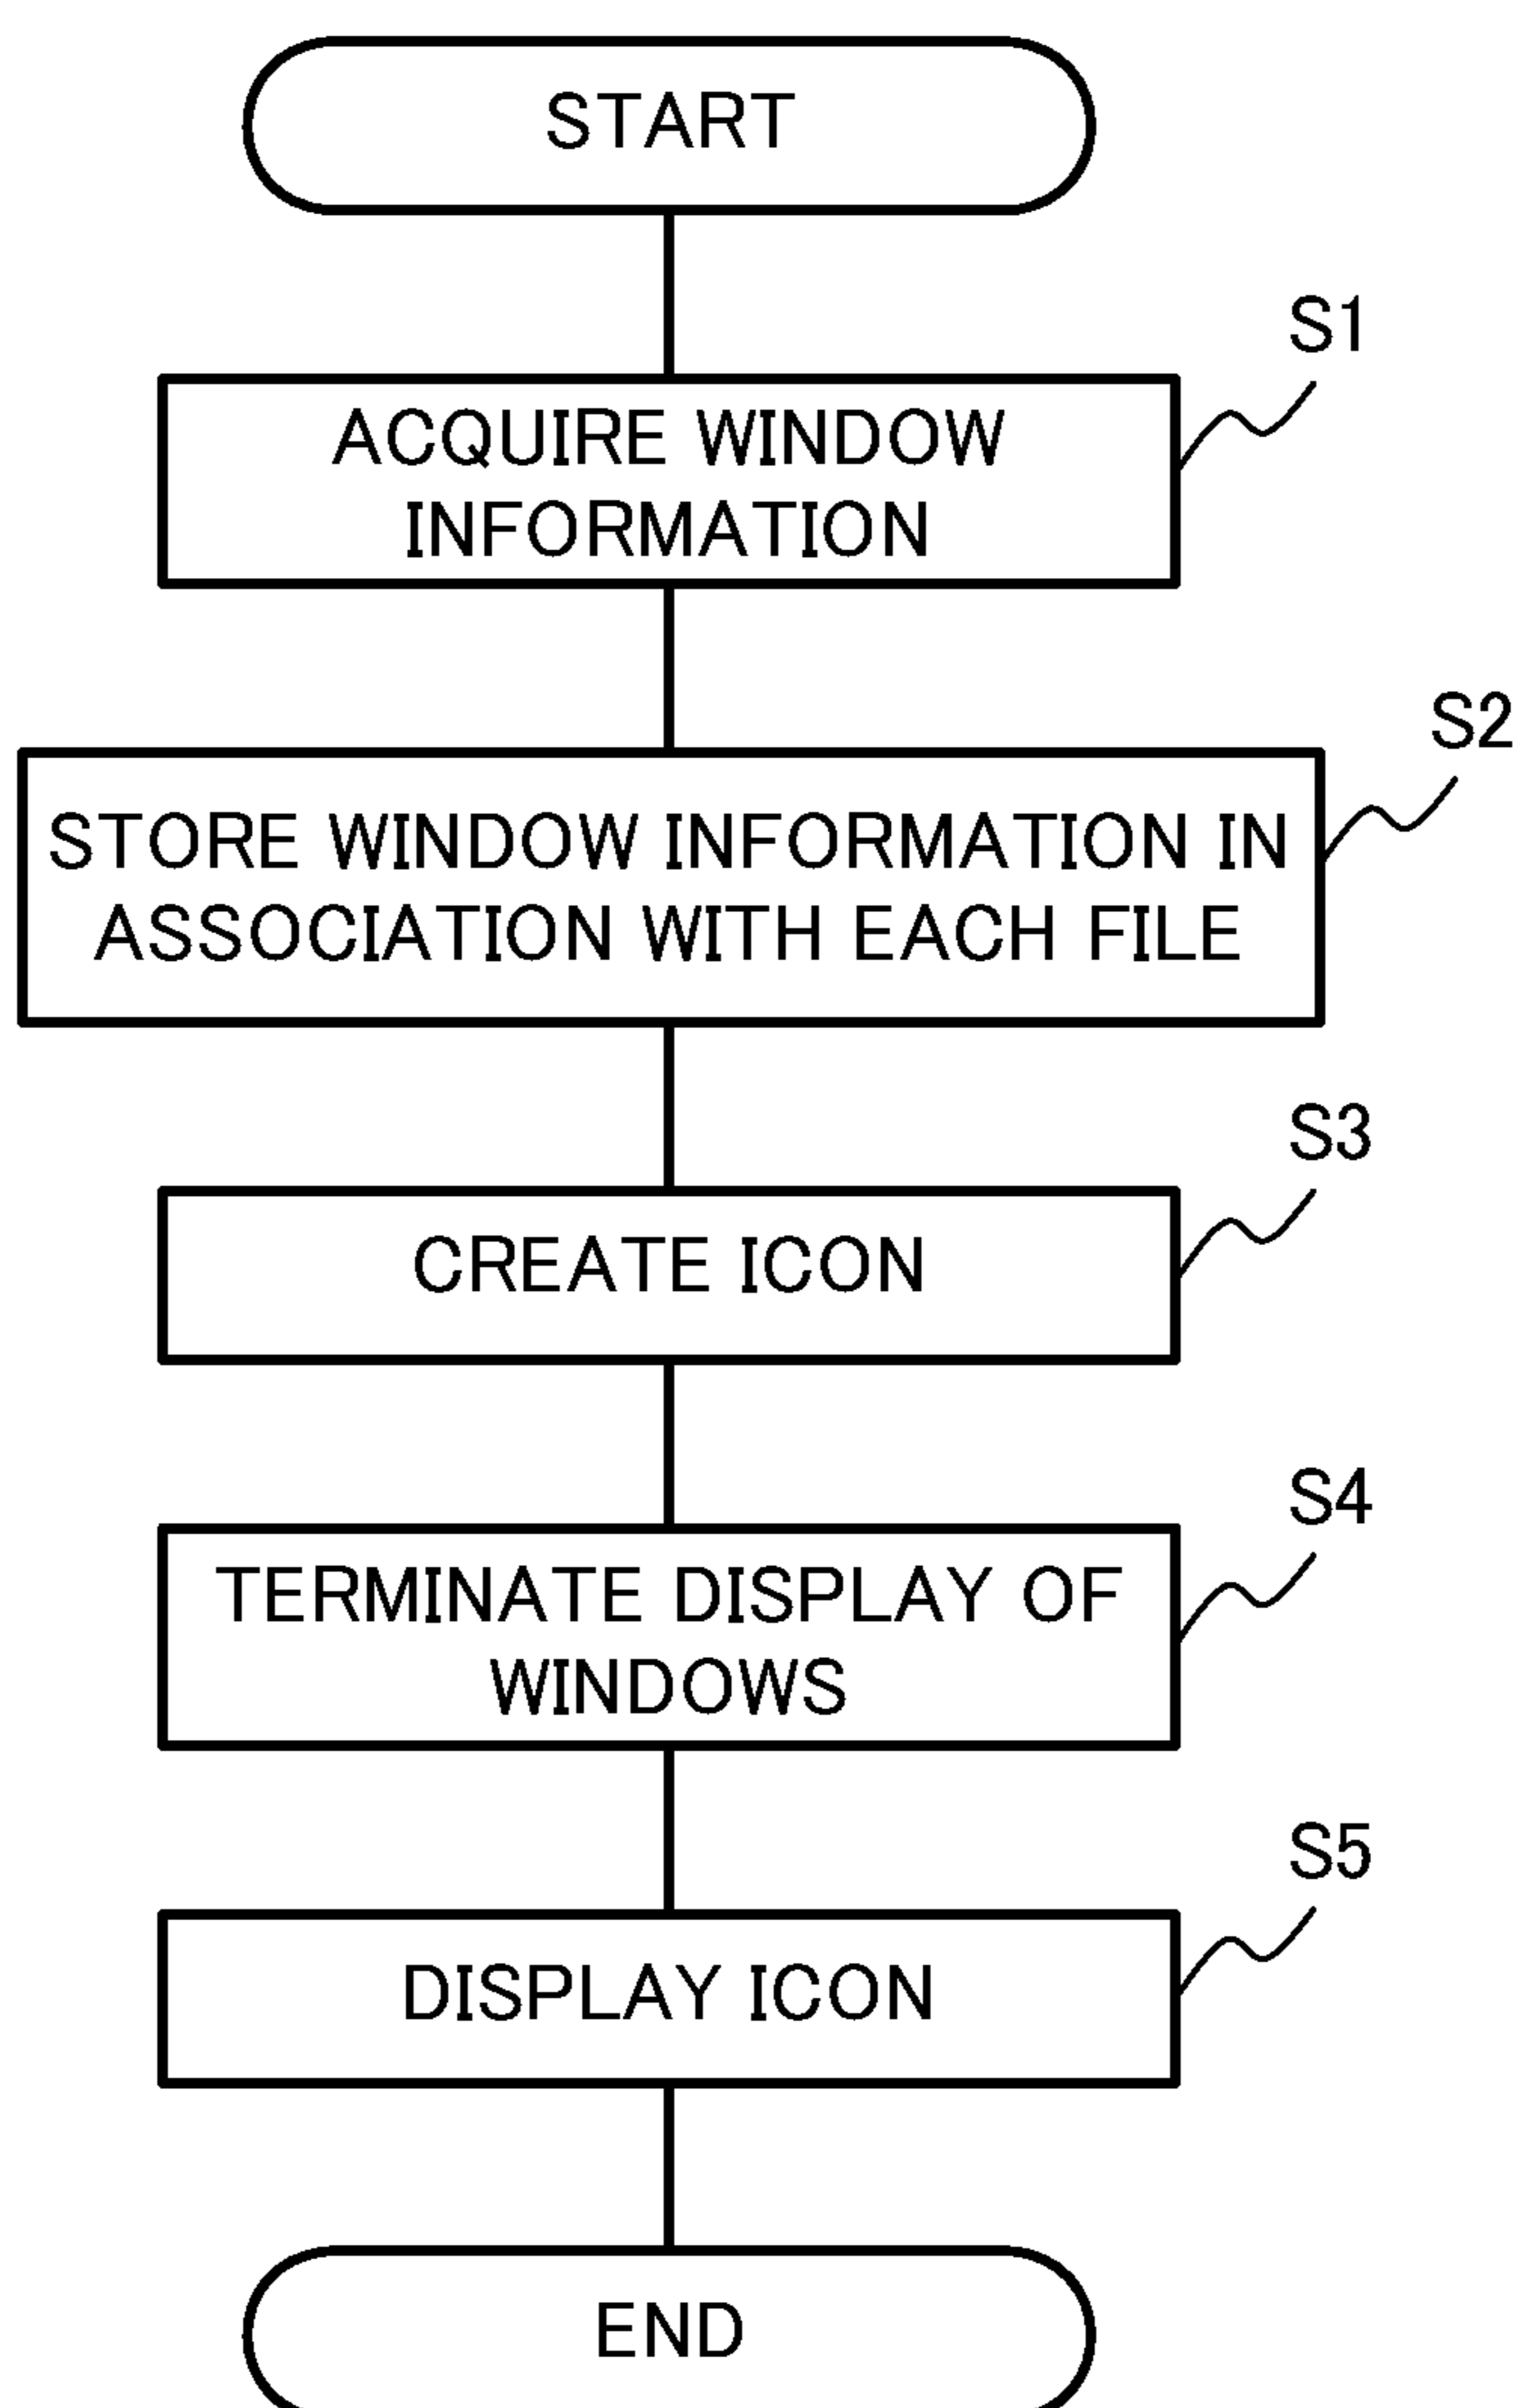 START
S1
ACQUIRE WINDOW
INFORMATION
S2
STORE WINDOW INFORMATION IN
ASSOCIATION WITH EACH FILE
S3
CREATE ICON
S4
TERMINATE DISPLAY OF
WINDOWS
S5
DISPLAY ICON
END